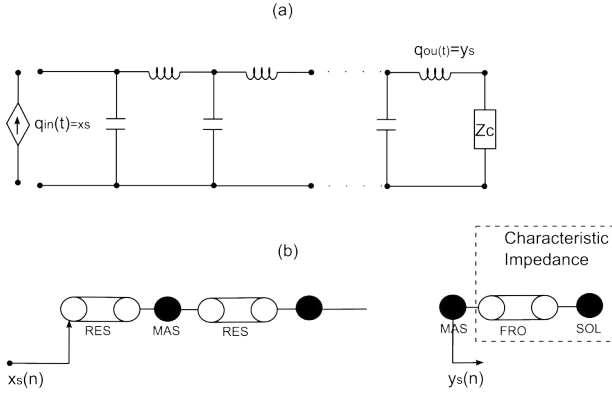 (a)
qou(t)=ys
qin(t)=xs
Zc
(b)
Characteristic
Impedance
RES
MAS
RES
MAS
FRO
SOL
xs(n)
ys(n)